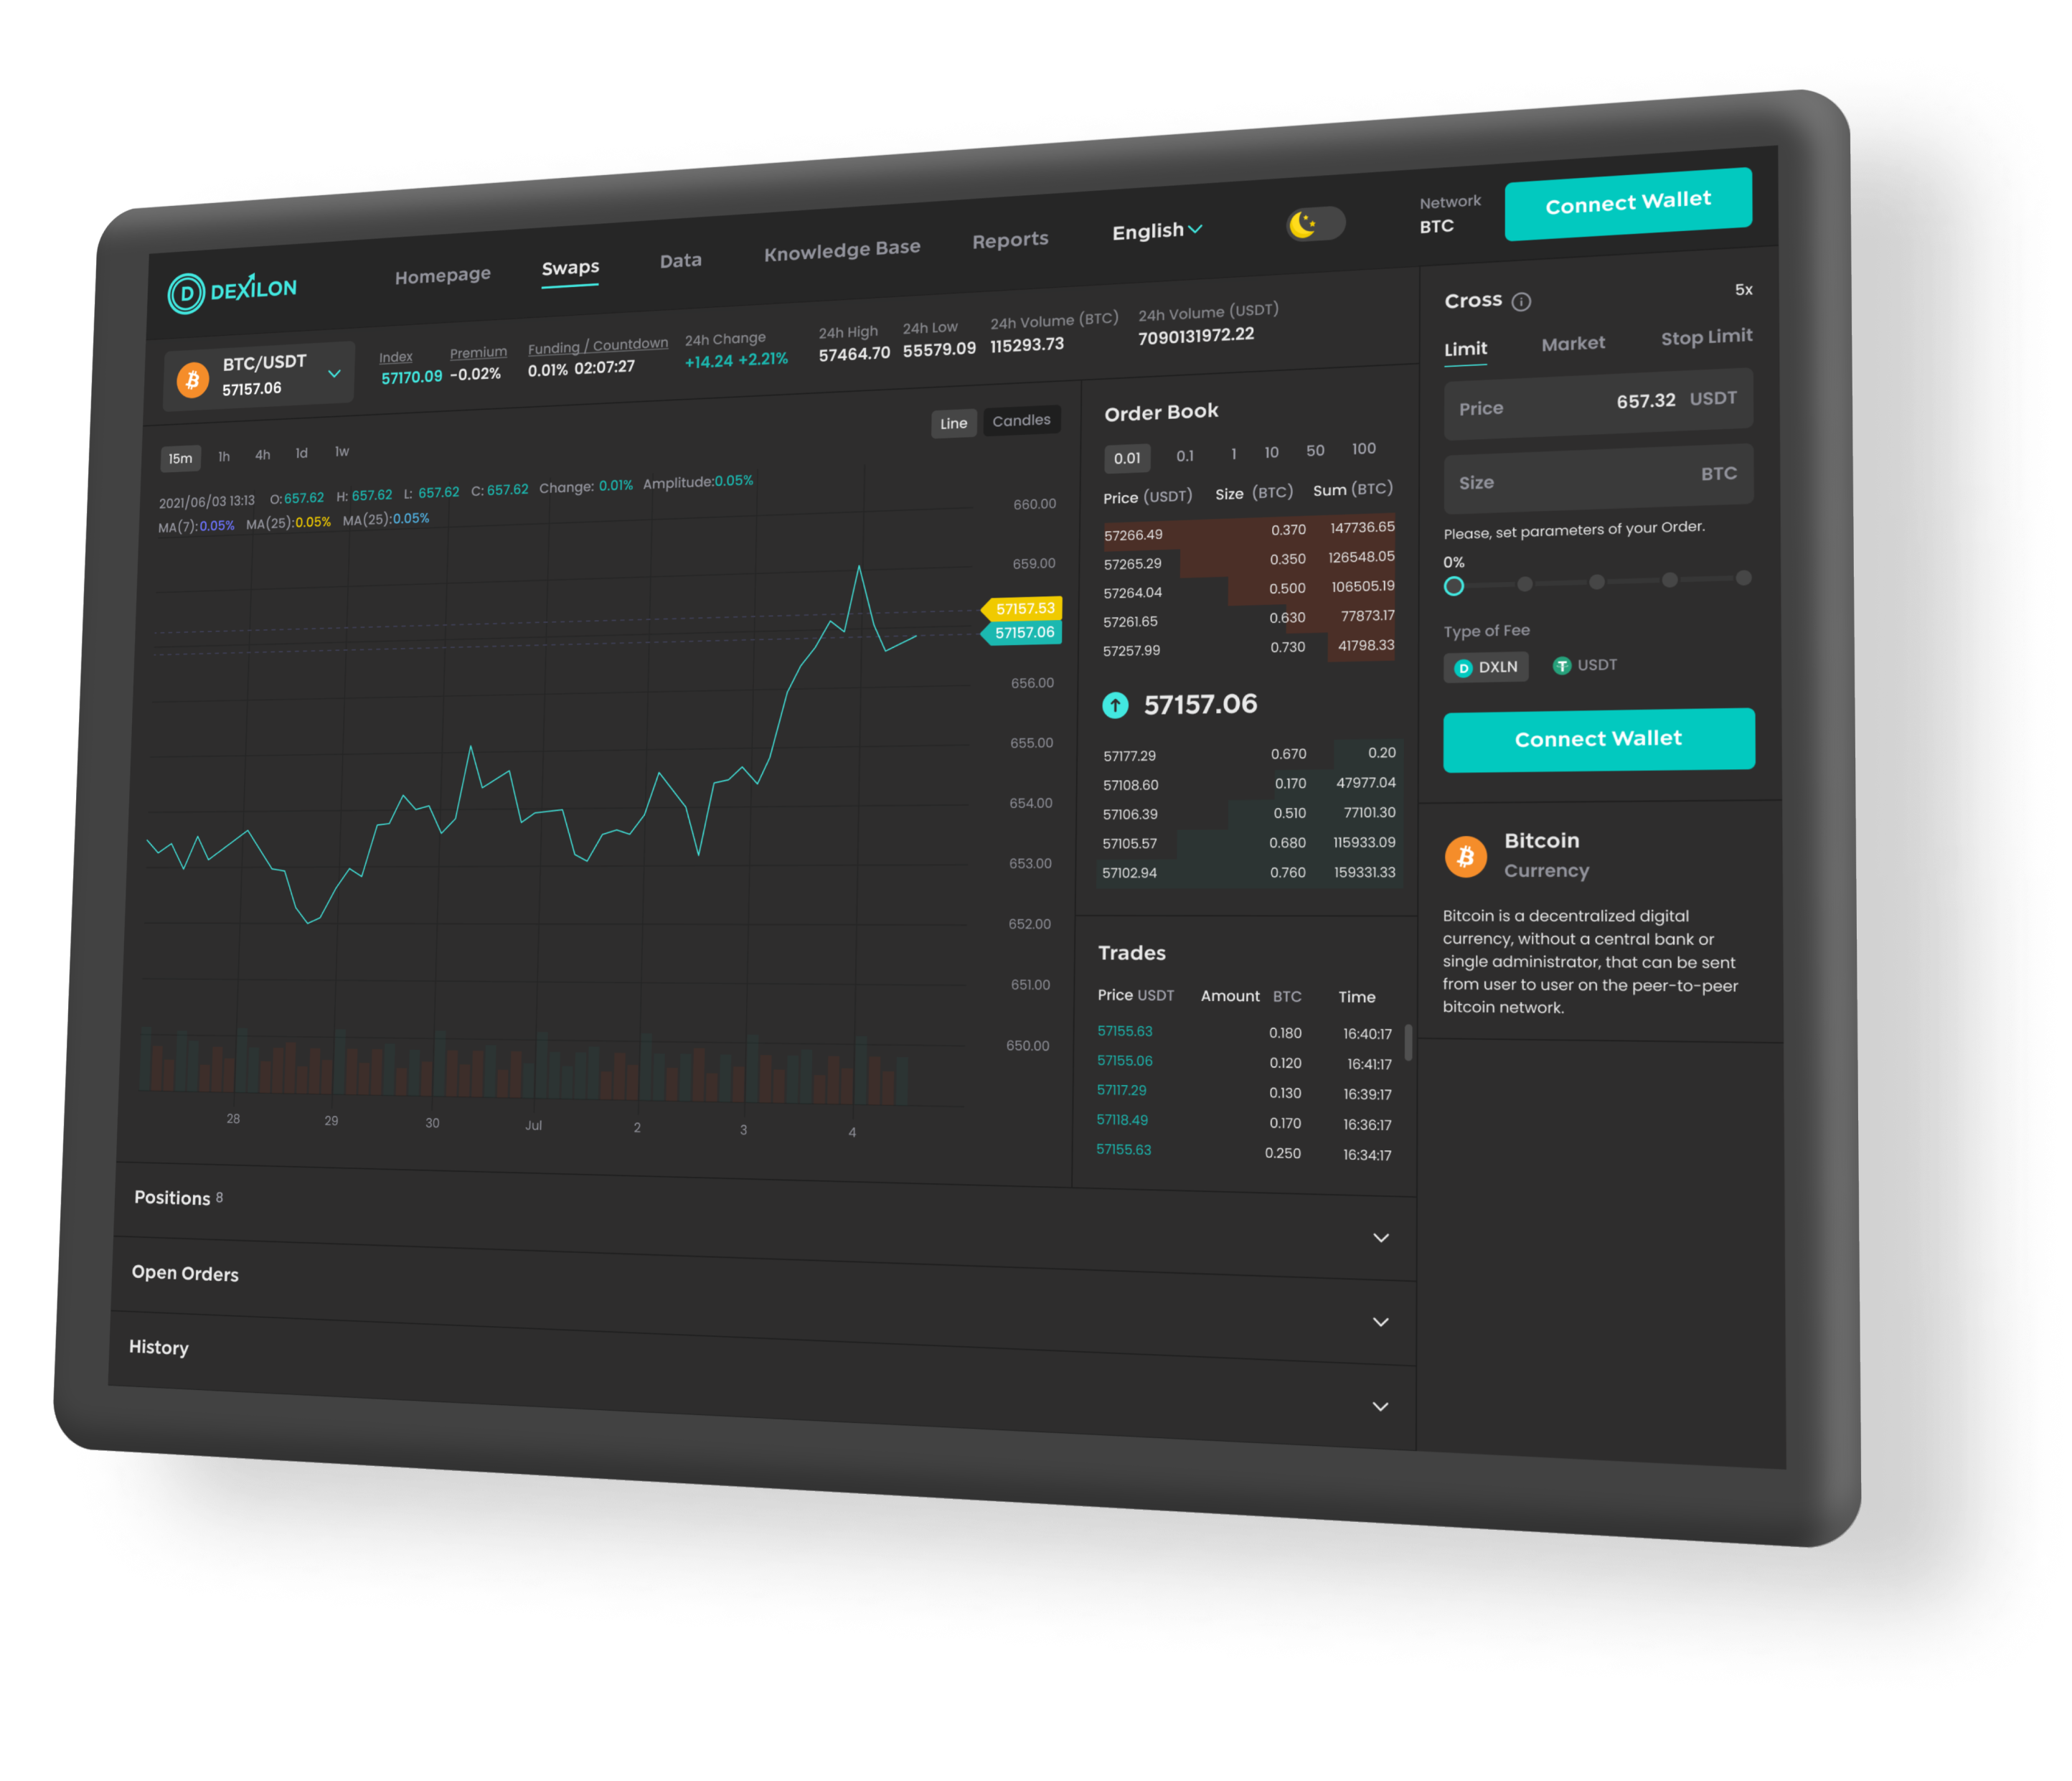 DEXILON
Homepage
Swaps
Data
Knowledge Base
Reports
English
Network
BTC
Connect Wallet
BTC/USDT
57157.06
Index
57170.09
Premium
-0.02%
Funding / Countdown
0.01% 02:07:27
24h Change
+14.24 +2.21%
24h High
57464.70
24h Low
55579.09
24h Volume (BTC)
115293.73
24h Volume (USDT)
7090131972.22
15m 1h 4h 1d 1w
Line Candles
2021/06/03 13:13 O:657.62 H: 657.62 L: 657.62 C: 657.62 Change: 0.01% Amplitude:0.05%
MA(7):0.05% MA(25):0.05% MA(25):0.05%
660.00
659.00
57157.53
57157.06
656.00
655.00
654.00
653.00
652.00
651.00
650.00
28 29 30 Jul 2 3 4
Order Book
0.01 0.1 1 10 50 100
Price (USDT) Size (BTC) Sum (BTC)
57266.49 0.370 147736.65
57265.29 0.350 126548.05
57264.04 0.500 106505.19
57261.65 0.630 77873.17
57257.99 0.730 41798.33
57157.06
57177.29 0.670 0.20
57108.60 0.170 47977.04
57106.39 0.510 77101.30
57105.57 0.680 115933.09
57102.94 0.760 159331.33
Trades
Price USDT Amount BTC Time
57155.63 0.180 16:40:17
57155.06 0.120 16:41:17
57117.29 0.130 16:39:17
57118.49 0.170 16:36:17
57155.63 0.250 16:34:17
Cross 5x
Limit Market Stop Limit
Price 657.32 USDT
Size BTC
Please, set parameters of your Order.
0%
Type of Fee
DXLN USDT
Connect Wallet
Bitcoin
Currency
Bitcoin is a decentralized digital
currency, without a central bank or
single administrator, that can be sent
from user to user on the peer-to-peer
bitcoin network.
Positions 8
Open Orders
History